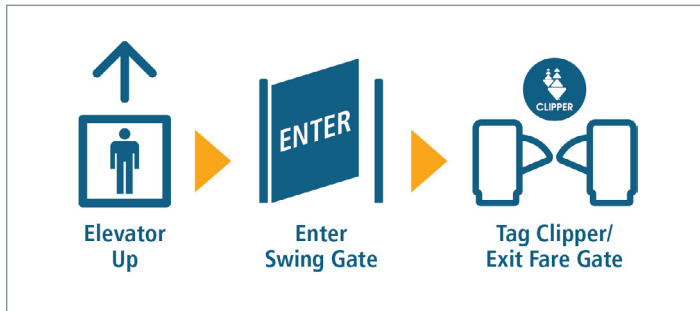 CLIPPER
ENTER
Elevator
Up
Enter
Swing Gate
Tag Clipper/
Exit Fare Gate